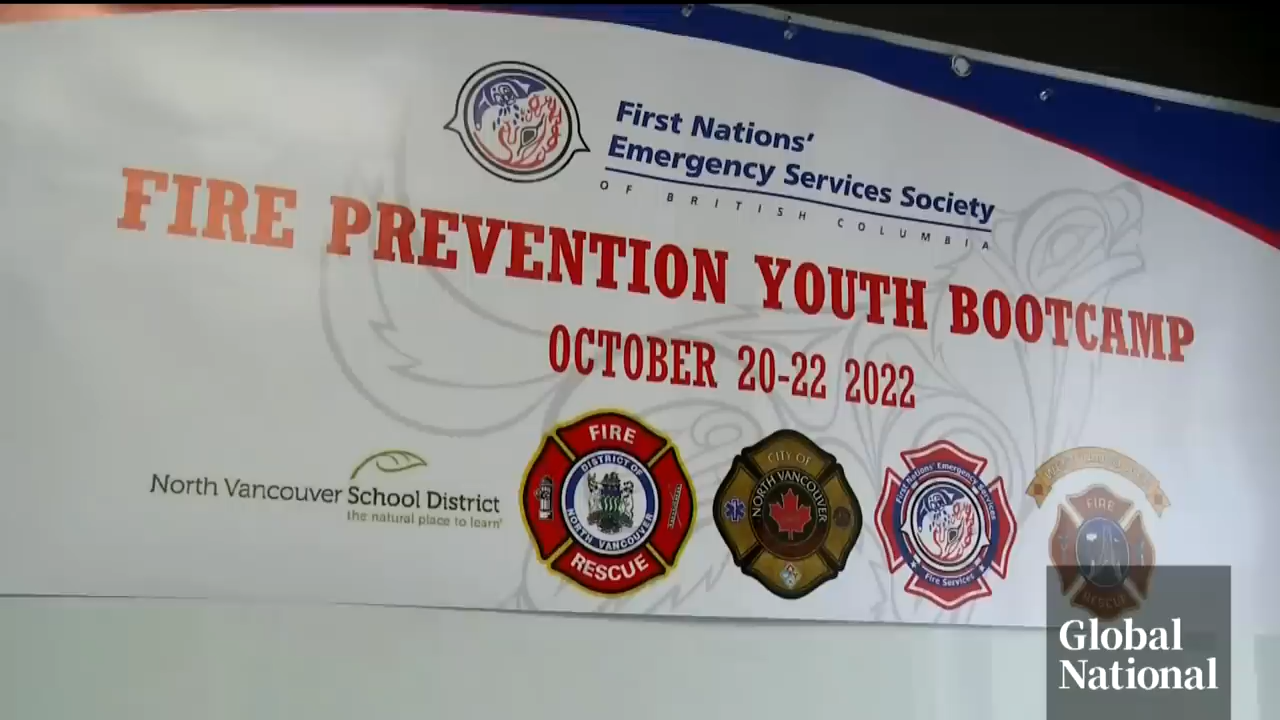 First Nations'
Emergency Services Society
OF BRITISH COLUMBIA
FIRE PREVENTION YOUTH BOOTCAMP
OCTOBER 20-22 2022
North Vancouver School District
the natural place to learn
FIRE
DISTRICT OF
NORTH VANCOUVER
RESCUE
CITY OF
NORTH VANCOUVER
First Nations' Emergency Services
Fire Services
FIRE
RESCUE
Global
National